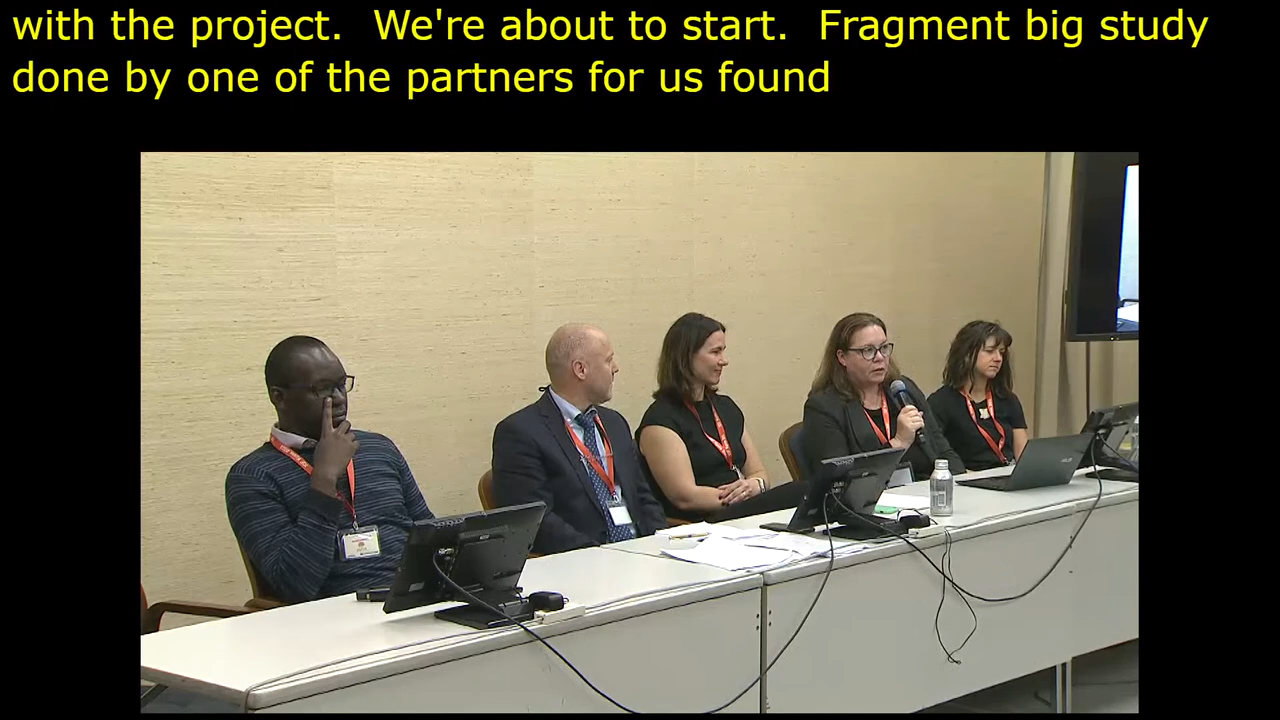 with the project.  We're about to start.  Fragment big study
done by one of the partners for us found